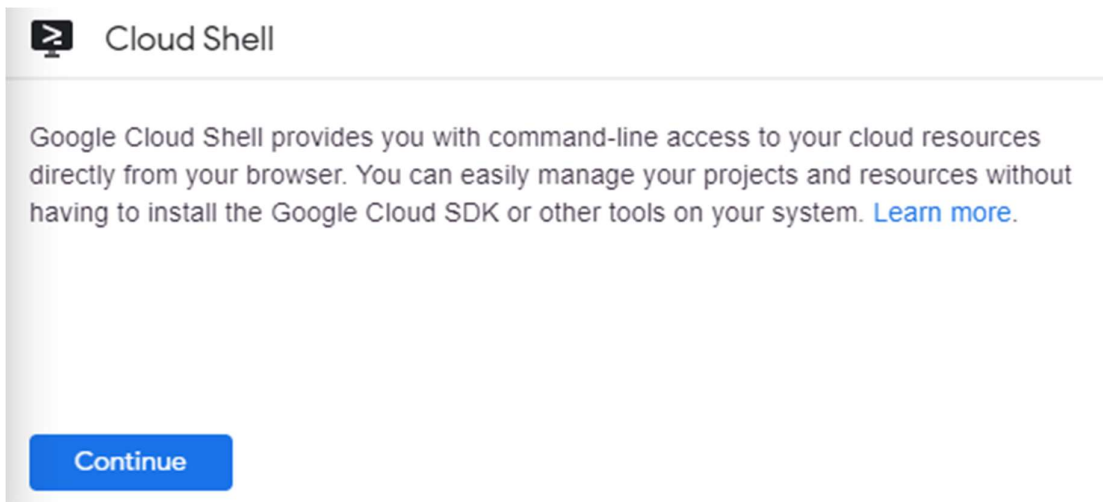 Cloud Shell
Google Cloud Shell provides you with command-line access to your cloud resources
directly from your browser. You can easily manage your projects and resources without
having to install the Google Cloud SDK or other tools on your system. Learn more.
Continue